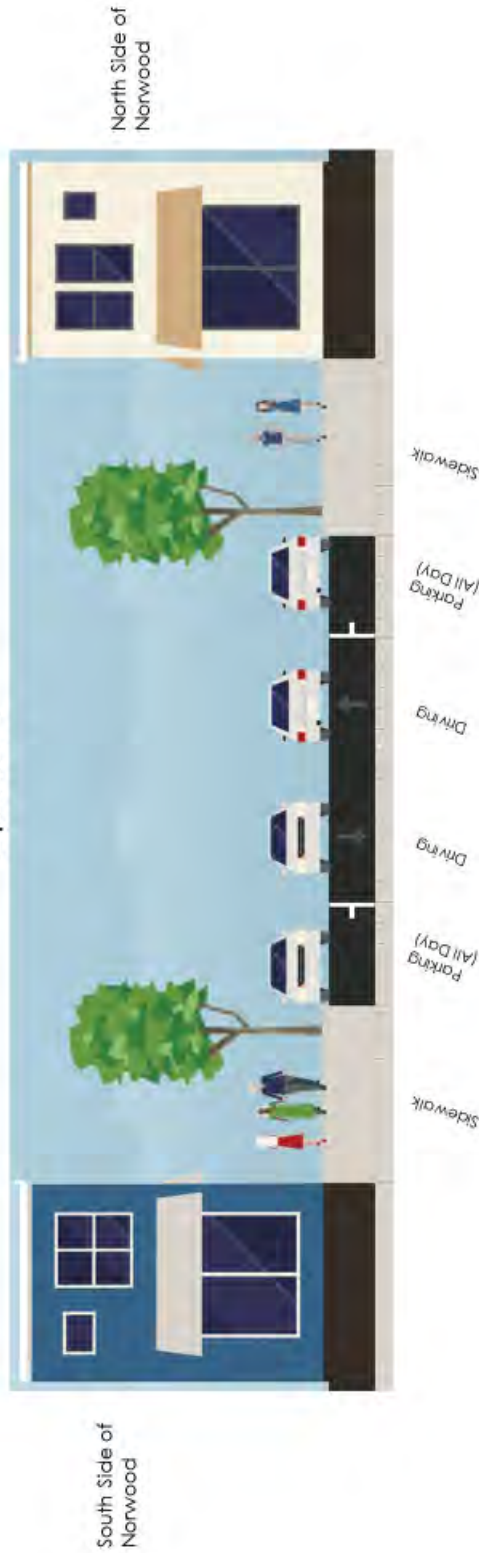 South Side of
Norwood
Sidewalk
Parking
(All Day)
Driving
Driving
Parking
(All Day)
Sidewalk
North Side of
Norwood